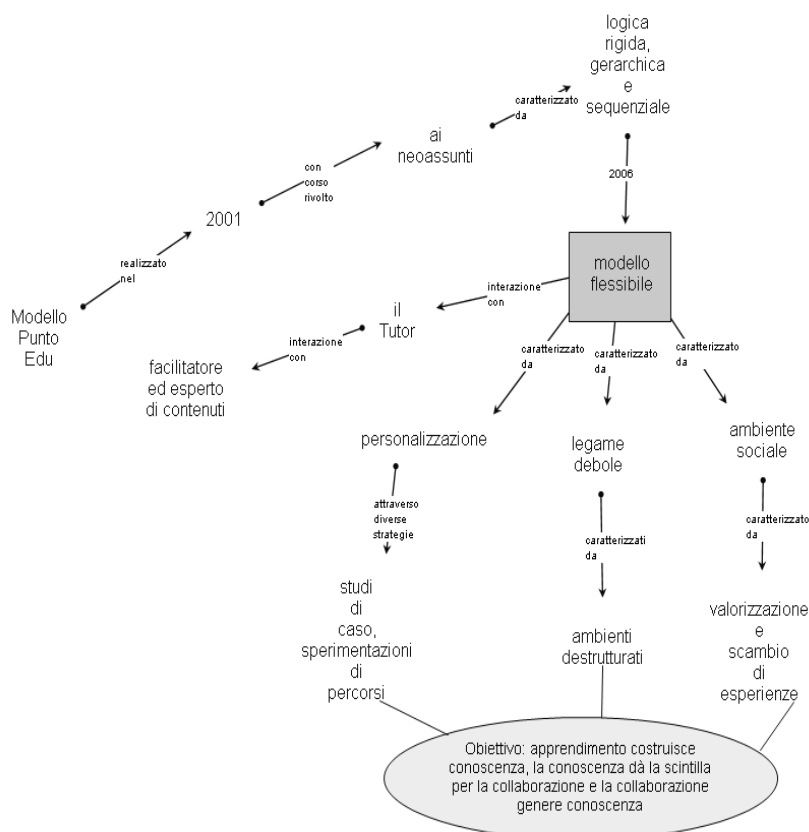 logica
rigida,
gerarchica
e
sequenziale
caratterizzato
da
ai
neoassunti
con
corso
rivolto
2001
realizzato
nel
Modello
Punto
Edu
2006
modello
flessibile
interazione
con
il
Tutor
interazione
con
facilitatore
ed esperto
di contenuti
caratterizzato
da
caratterizzato
da
caratterizzato
da
personalizzazione
legame
debole
ambiente
sociale
attraverso
diverse
strategie
caratterizzati
da
caratterizzato
da
studi
di
caso,
sperimentazioni
di
percorsi
ambienti
destrutturati
valorizzazione
e
scambio
di
esperienze
Obiettivo: apprendimento costruisce
conoscenza, la conoscenza dà la scintilla
per la collaborazione e la collaborazione
genere conoscenza